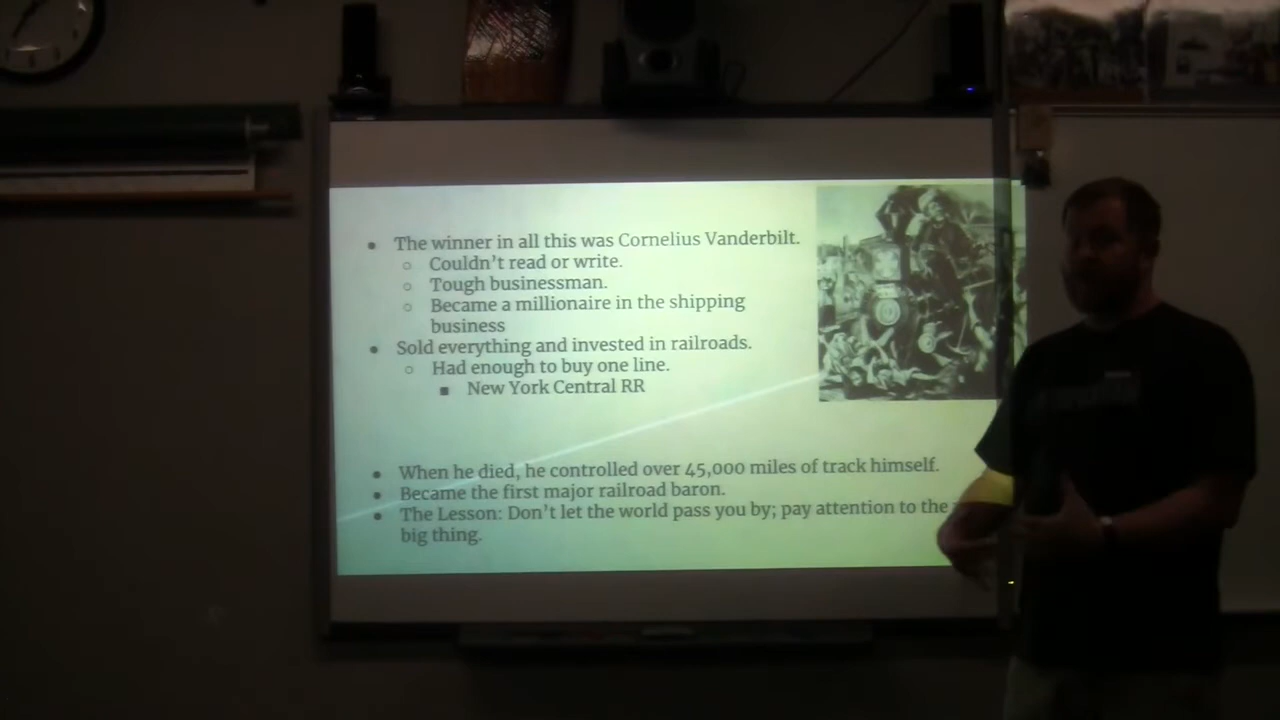 ● The winner in all this was Cornelius Vanderbilt.
○ Couldn't read or write.
○ Tough businessman.
○ Became a millionaire in the shipping
business
● Sold everything and invested in railroads.
○ Had enough to buy one line.
■ New York Central RR
● When he died, he controlled over 45,000 miles of track himself.
● Became the first major railroad baron.
● The Lesson: Don't let the world pass you by; pay attention to the
big thing.